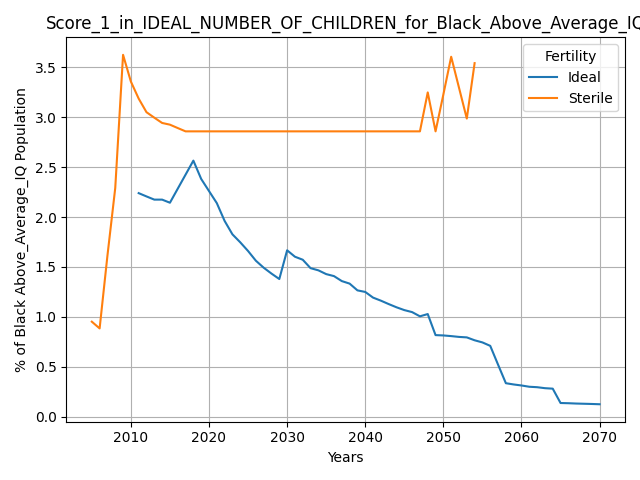 Score_1_in_IDEAL_NUMBER_OF_CHILDREN_for_Black_Above_Average_IQ
% of Black Above_Average_IQ Population
3.5
3.0
2.5
2.0
1.5
1.0
0.5
0.0
Fertility
Ideal
Sterile
2010 2020 2030 2040 2050 2060 2070
Years